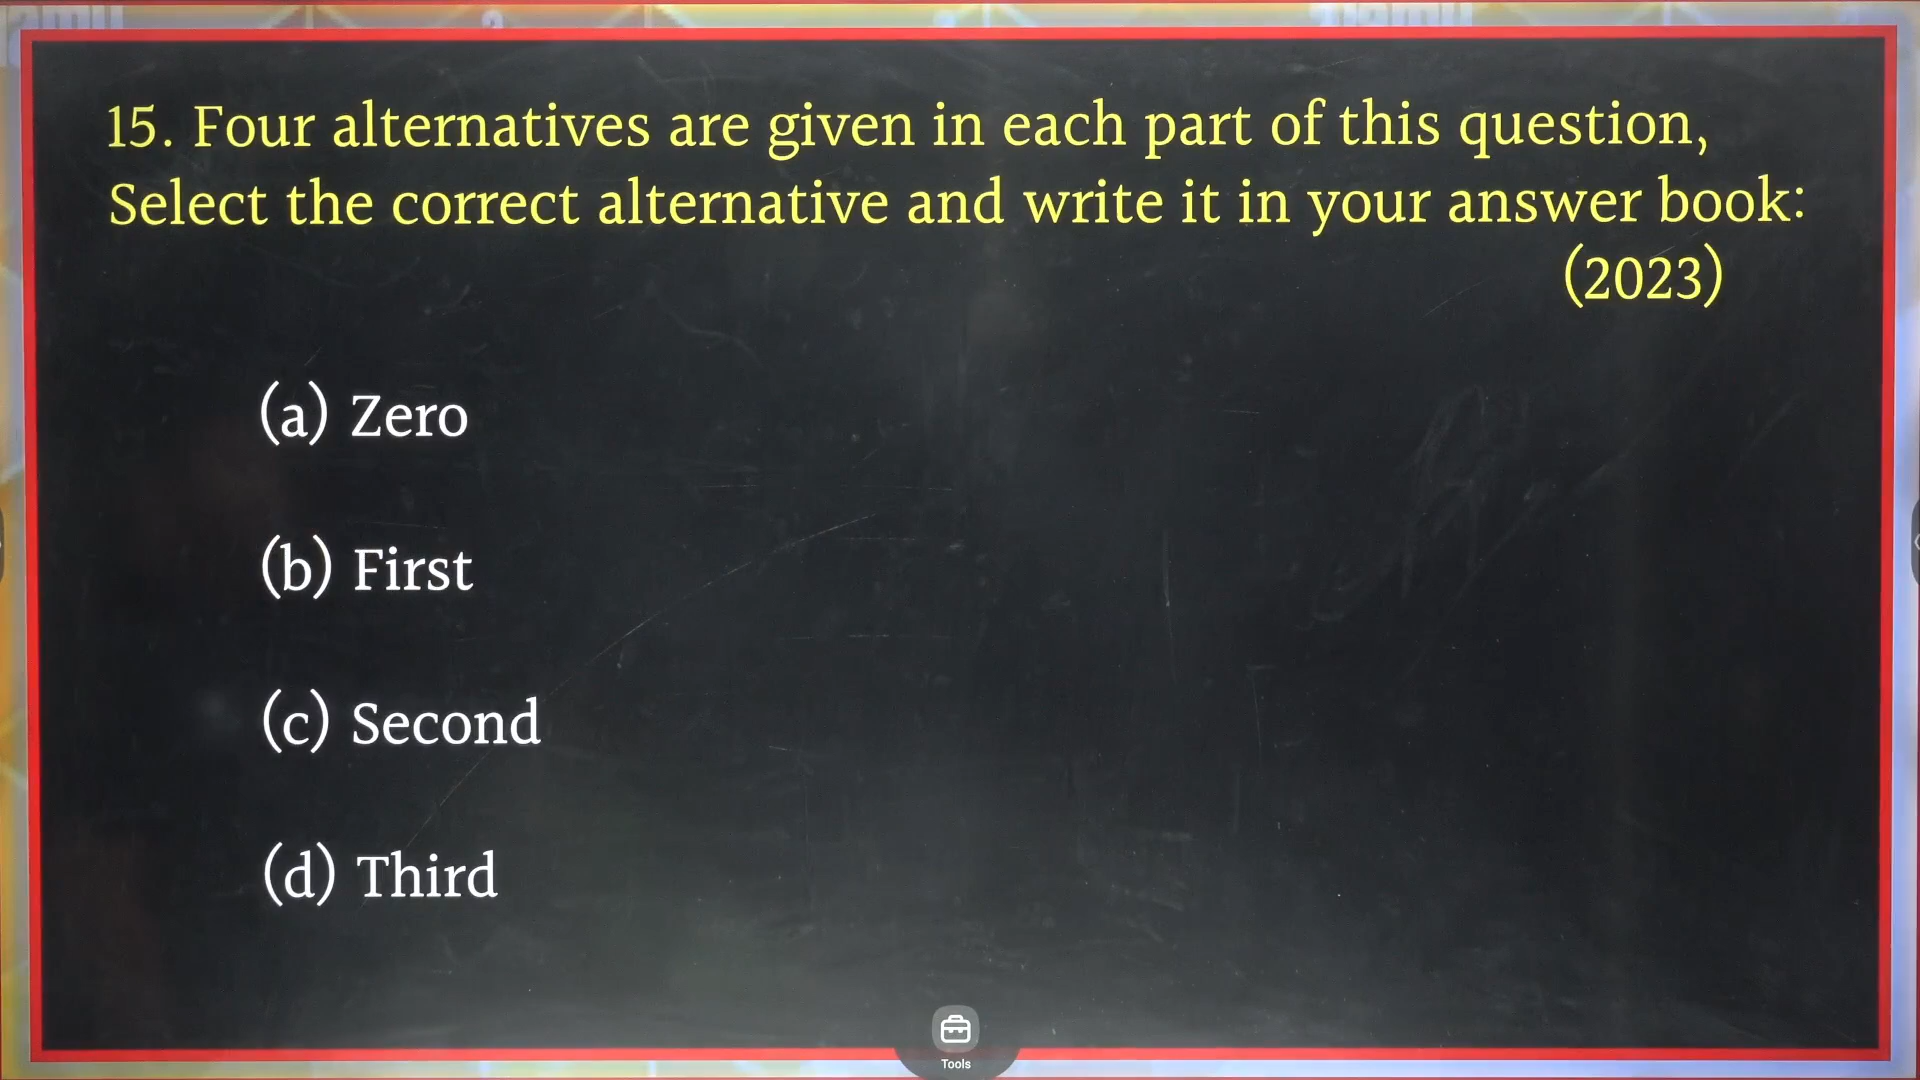 15. Four alternatives are given in each part of this question,
Select the correct alternative and write it in your answer book:
(2023)
(a) Zero
(b) First
(c) Second
(d) Third
Tools